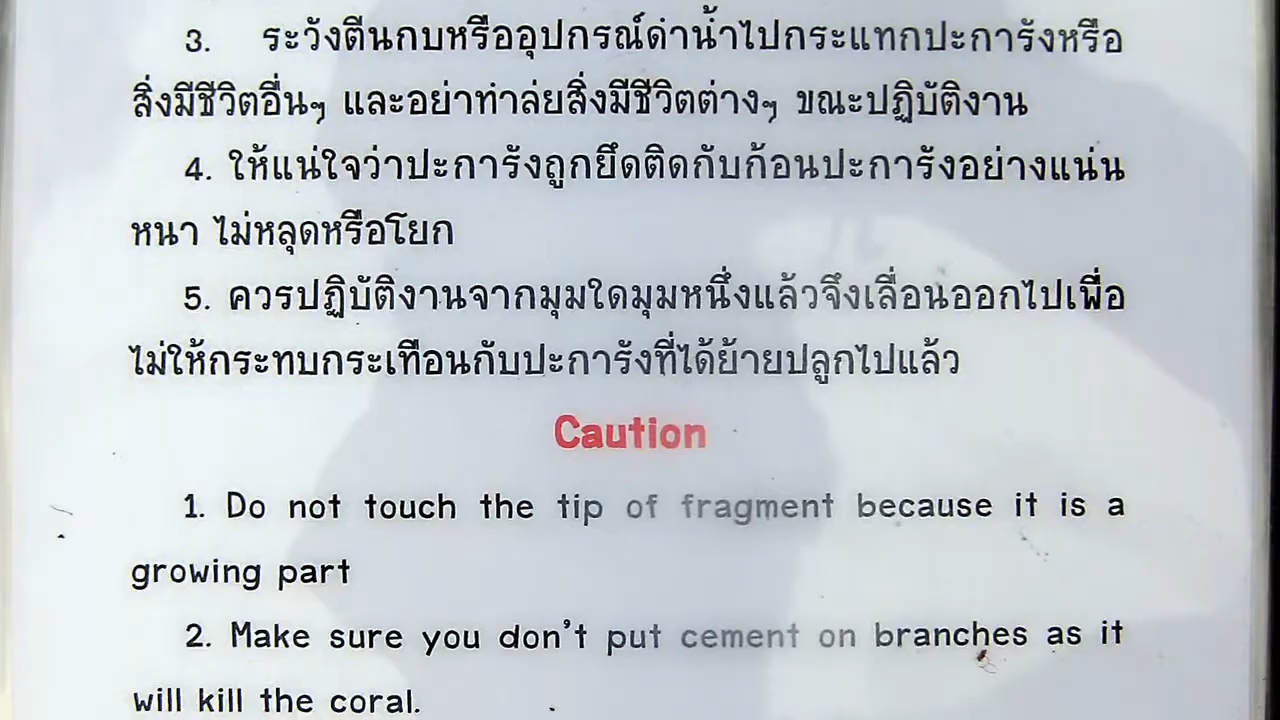 3. ระวังตีนกบหรืออุปกรณ์ดำน้ำไปกระแทกปะการังหรือ
สิ่งมีชีวิตอื่นๆ และอย่าทำล่ยสิ่งมีชีวิตต่างๆ ขณะปฏิบัติงาน
4. ให้แน่ใจว่าปะการังถูกยึดติดกับก้อนปะการังอย่างแน่น
หนา ไม่หลุดหรือโยก
5. ควรปฏิบัติงานจากมุมใดมุมหนึ่งแล้วจึงเลื่อนออกไปเพื่อ
ไม่ให้กระทบกระเทือนกับปะการังที่ได้ย้ายปลูกไปแล้ว
Caution
1. Do not touch the tip of fragment because it is a
growing part
2. Make sure you don't put cement on branches as it
will kill the coral.